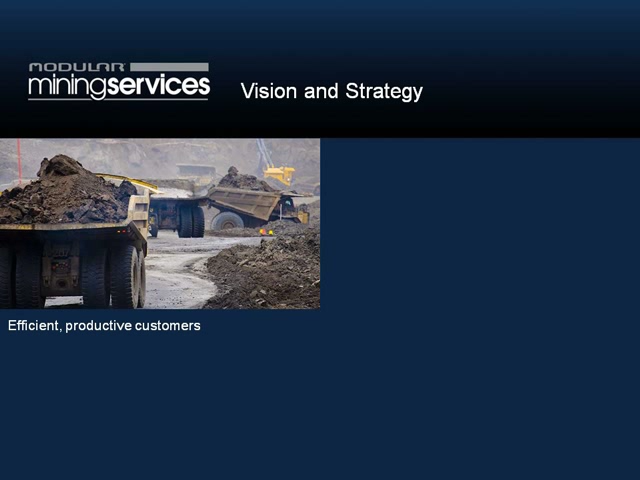 MODULAR
miningservices
Vision and Strategy
Efficient, productive customers